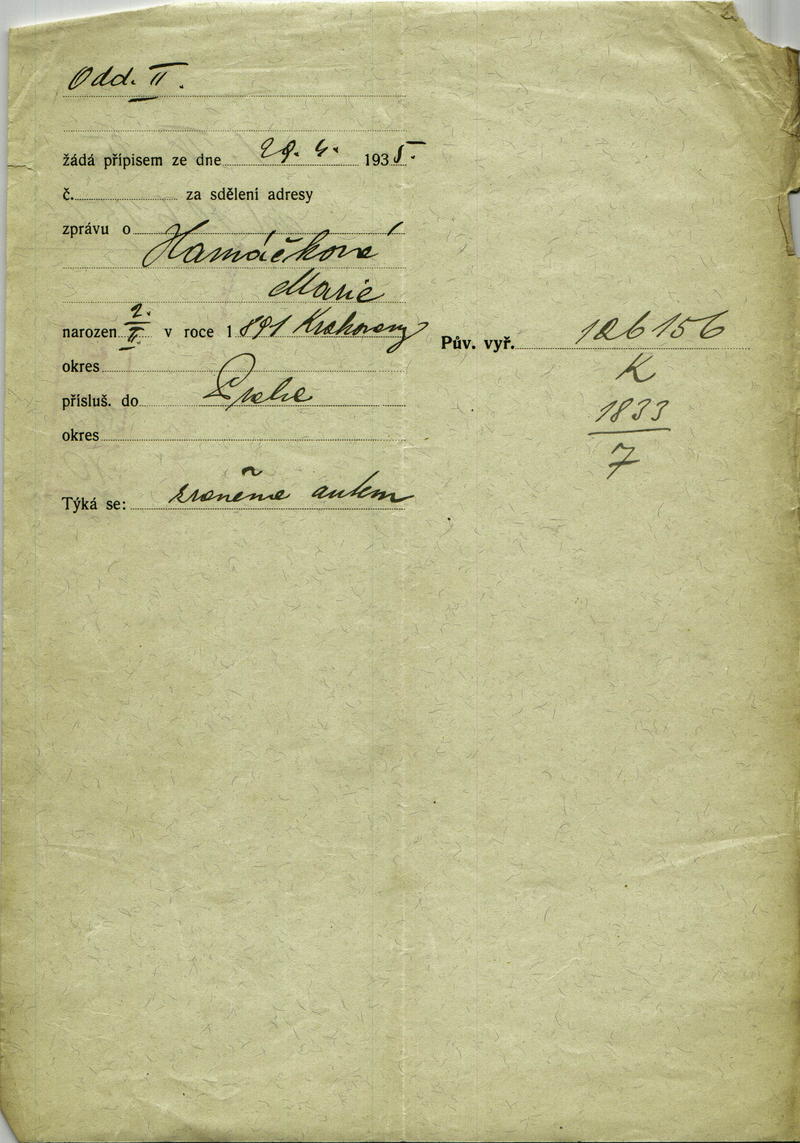 Odd. II.
žádá přípisem ze dne 29. 4. 1935.
č. za sdělení adresy
zprávu o
Hamáčkové
Marie
narozen 2./II. v roce 1891 Krakovany
okres
přísluš. do Praha
okres
Týká se: zraněna autem
Pův. vyř. 126156
K
1833
7